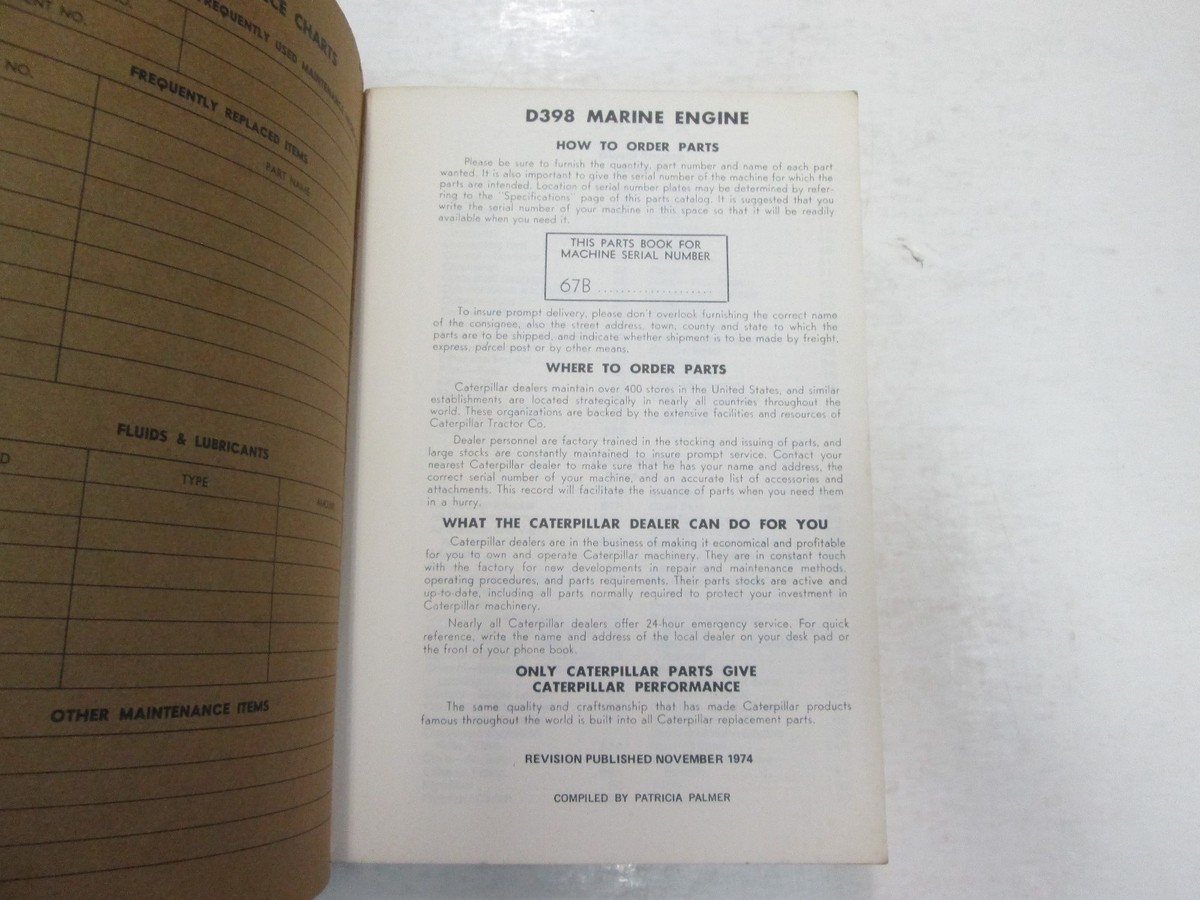 CE CHARTS
NO.
ENT NO.
FREQUENTLY USED MAINTENANCE
NO.
FREQUENTLY REPLACED ITEMS
PART NAME
FLUIDS & LUBRICANTS
D
TYPE
OTHER MAINTENANCE ITEMS
D398 MARINE ENGINE
HOW TO ORDER PARTS
Please be sure to furnish the quantity, part number and name of each part
wanted. It is also important to give the serial number of the machine for which the
parts are intended. Location of serial number plates may be determined by refer-
ring to the "Specifications" page of this parts catalog. It is suggested that you
write the serial number of your machine in this space so that it will be readily
available when you need it.
THIS PARTS BOOK FOR
MACHINE SERIAL NUMBER
67B ....................
To insure prompt delivery, please don't overlook furnishing the correct name
of the consignee, also the street address, town, county and state to which the
parts are to be shipped, and indicate whether shipment is to be made by freight,
express, parcel post or by other means.
WHERE TO ORDER PARTS
Caterpillar dealers maintain over 400 stores in the United States, and similar
establishments are located strategically in nearly all countries throughout the
world. These organizations are backed by the extensive facilities and resources of
Caterpillar Tractor Co.
Dealer personnel are factory trained in the stocking and issuing of parts, and
large stocks are constantly maintained to insure prompt service. Contact your
nearest Caterpillar dealer to make sure that he has your name and address, the
correct serial number of your machine, and an accurate list of accessories and
attachments. This record will facilitate the issuance of parts when you need them
in a hurry.
WHAT THE CATERPILLAR DEALER CAN DO FOR YOU
Caterpillar dealers are in the business of making it economical and profitable
for you to own and operate Caterpillar machinery. They are in constant touch
with the factory for new developments in repair and maintenance methods,
operating procedures, and parts requirements. Their parts stocks are active and
up-to-date, including all parts normally required to protect your investment in
Caterpillar machinery.
Nearly all Caterpillar dealers offer 24-hour emergency service. For quick
reference, write the name and address of the local dealer on your desk pad or
the front of your phone book.
ONLY CATERPILLAR PARTS GIVE
CATERPILLAR PERFORMANCE
The same quality and craftsmanship that has made Caterpillar products
famous throughout the world is built into all Caterpillar replacement parts.
REVISION PUBLISHED NOVEMBER 1974
COMPILED BY PATRICIA PALMER